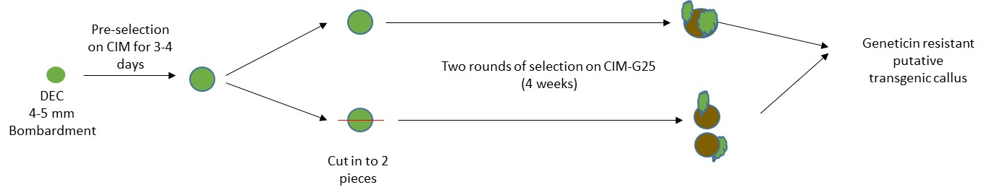 Pre-selection
on CIM for 3-4
days
DEC
4-5 mm
Bombardment
Cut in to 2
pieces
Two rounds of selection on CIM-G25
(4 weeks)
Geneticin resistant
putative
transgenic callus